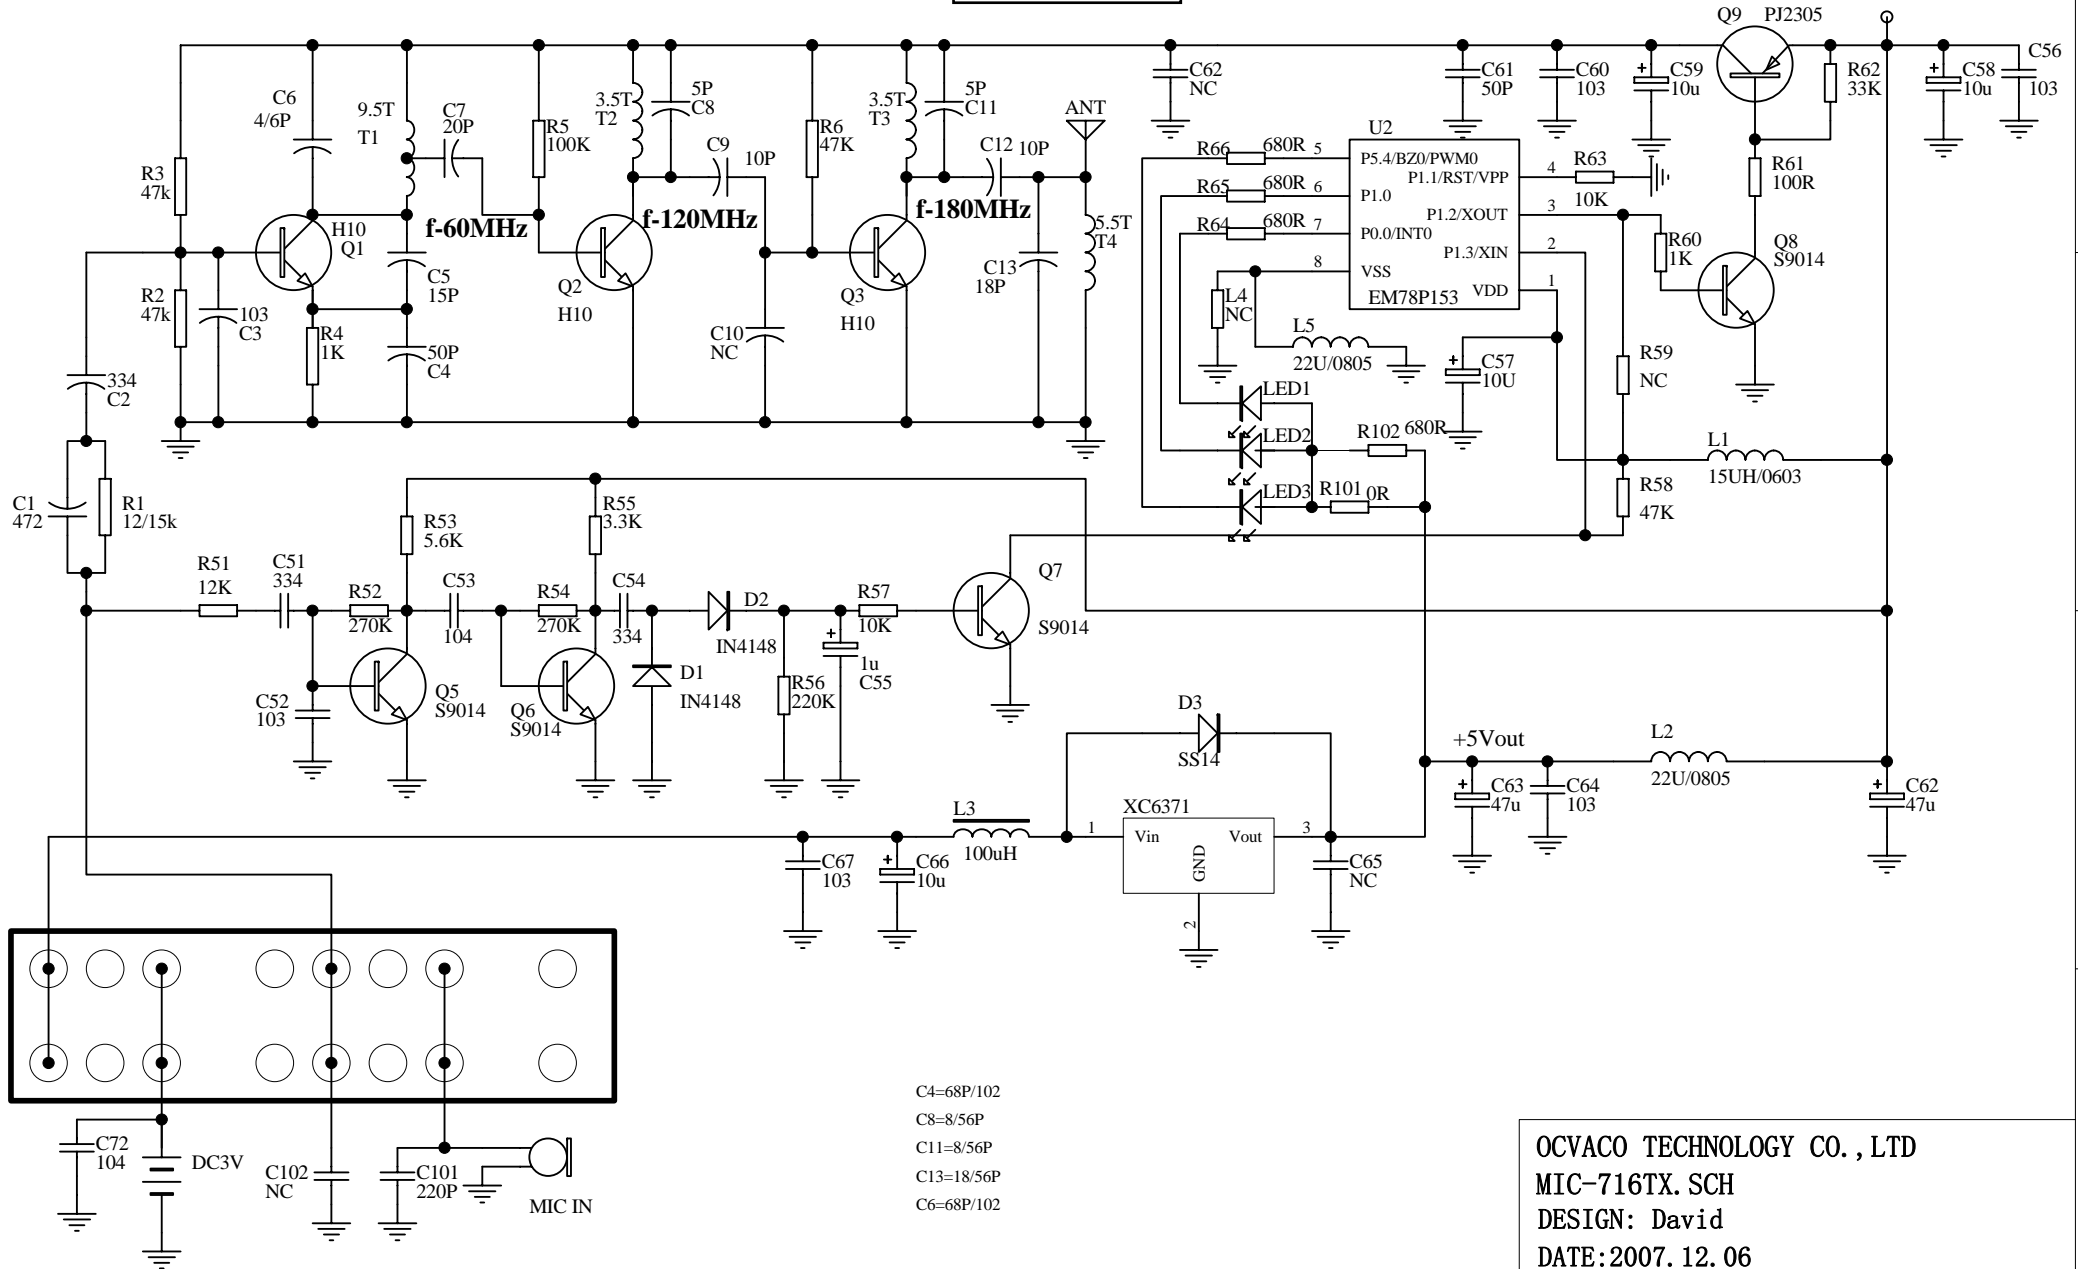 Q9 PJ2305
C6
4/6P
9.5T
T1
C7
20P
R5
100K
3.5T
T2
5P
C8
C9
10P
R6
47K
3.5T
T3
5P
C11
C12 10P
ANT
C62
NC
C61
50P
C60
103
C59
10u
R62
33K
C58
10u
C56
103
R3
47k
H10
Q1
f-60MHz
f-120MHz
f-180MHz
5.5T
T4
R2
47k
103
C3
R4
1K
C5
15P
50P
C4
Q2
H10
C10
NC
Q3
H10
C13
18P
R66 680R 5
R65 680R 6
R64 680R 7
8
U2
P5.4/BZ0/PWM0
P1.1/RST/VPP
P1.0
P1.2/XOUT
P0.0/INT0
P1.3/XIN
VSS
VDD
EM78P153
4
3
2
1
R63
10K
R61
100R
R60
1K
Q8
S9014
L4
NC
L5
22U/0805
C57
10U
R59
NC
334
C2
LED1
LED2
LED3
R102 680R
R101 0R
L1
15UH/0603
R58
47K
C1
472
R1
12/15k
R53
5.6K
R55
3.3K
R51
12K
C51
334
R52
270K
C53
104
R54
270K
C54
334
D2
IN4148
R57
10K
Q7
S9014
C52
103
Q5
S9014
Q6
S9014
D1
IN4148
R56
220K
1u
C55
D3
SS14
+5Vout
L2
22U/0805
C63
47u
C64
103
C62
47u
L3
100uH
XC6371
1 Vin Vout 3
GND
2
C67
103
C66
10u
C65
NC
C72
104
DC3V
C102
NC
C101
220P
MIC IN
C4=68P/102
C8=8/56P
C11=8/56P
C13=18/56P
C6=68P/102
OCVACO TECHNOLOGY CO.,LTD
MIC-716TX.SCH
DESIGN: David
DATE:2007.12.06